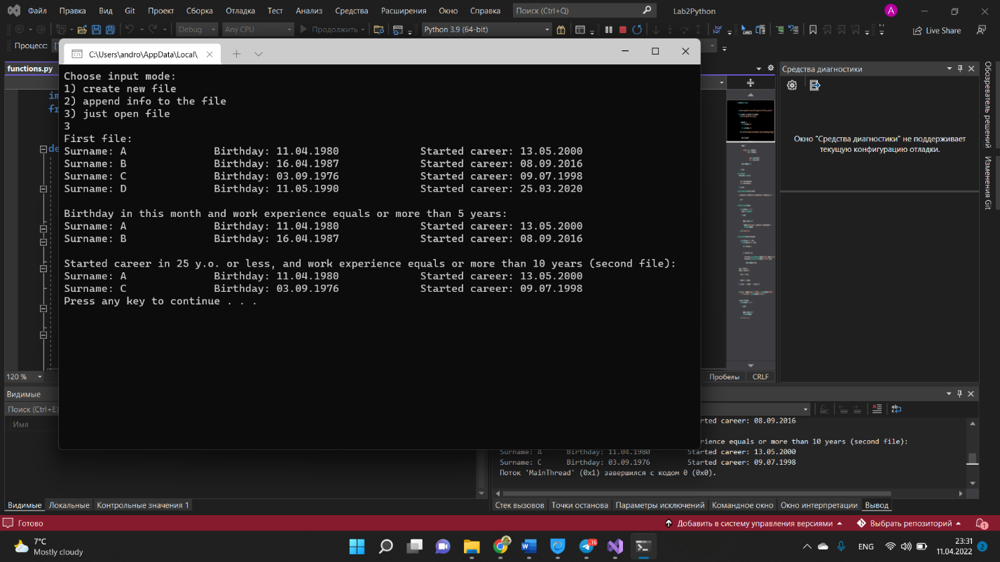 Файл Правка Вид Git Проект Сборка Отладка Тест Анализ Средства Расширения Окно Справка Поиск (Ctrl+Q) Lab2Python A
Debug Any CPU Продолжить Python 3.9 (64-bit) Live Share
Процесс:
C:\Users\andro\AppData\Local\
functions.py
Средства диагностики
Обозреватель решений
Изменения Git
Окно "Средства диагностики" не поддерживает
текущую конфигурацию отладки.
Choose input mode:
1) create new file
2) append info to the file
3) just open file
3
First file:
Surname: A Birthday: 11.04.1980 Started career: 13.05.2000
Surname: B Birthday: 16.04.1987 Started career: 08.09.2016
Surname: C Birthday: 03.09.1976 Started career: 09.07.1998
Surname: D Birthday: 11.05.1990 Started career: 25.03.2020
Birthday in this month and work experience equals or more than 5 years:
Surname: A Birthday: 11.04.1980 Started career: 13.05.2000
Surname: B Birthday: 16.04.1987 Started career: 08.09.2016
Started career in 25 y.o. or less, and work experience equals or more than 10 years (second file):
Surname: A Birthday: 11.04.1980 Started career: 13.05.2000
Surname: C Birthday: 03.09.1976 Started career: 09.07.1998
Press any key to continue . . .
120 % Пробелы CRLF
Видимые
Поиск (Ctrl+E)
Имя
career: 08.09.2016
equals or more than 10 years (second file):
Surname: A Birthday: 11.04.1980 Started career: 13.05.2000
Surname: C Birthday: 03.09.1976 Started career: 09.07.1998
Поток 'MainThread' (0x1) завершился с кодом 0 (0x0).
Видимые Локальные Контрольные значения 1
Стек вызовов Точки останова Параметры исключений Командное окно Окно интерпретации Вывод
Готово Добавить в систему управления версиями Выбрать репозиторий 1
7°C
Mostly cloudy
16
ENG
23:31
11.04.2022
2